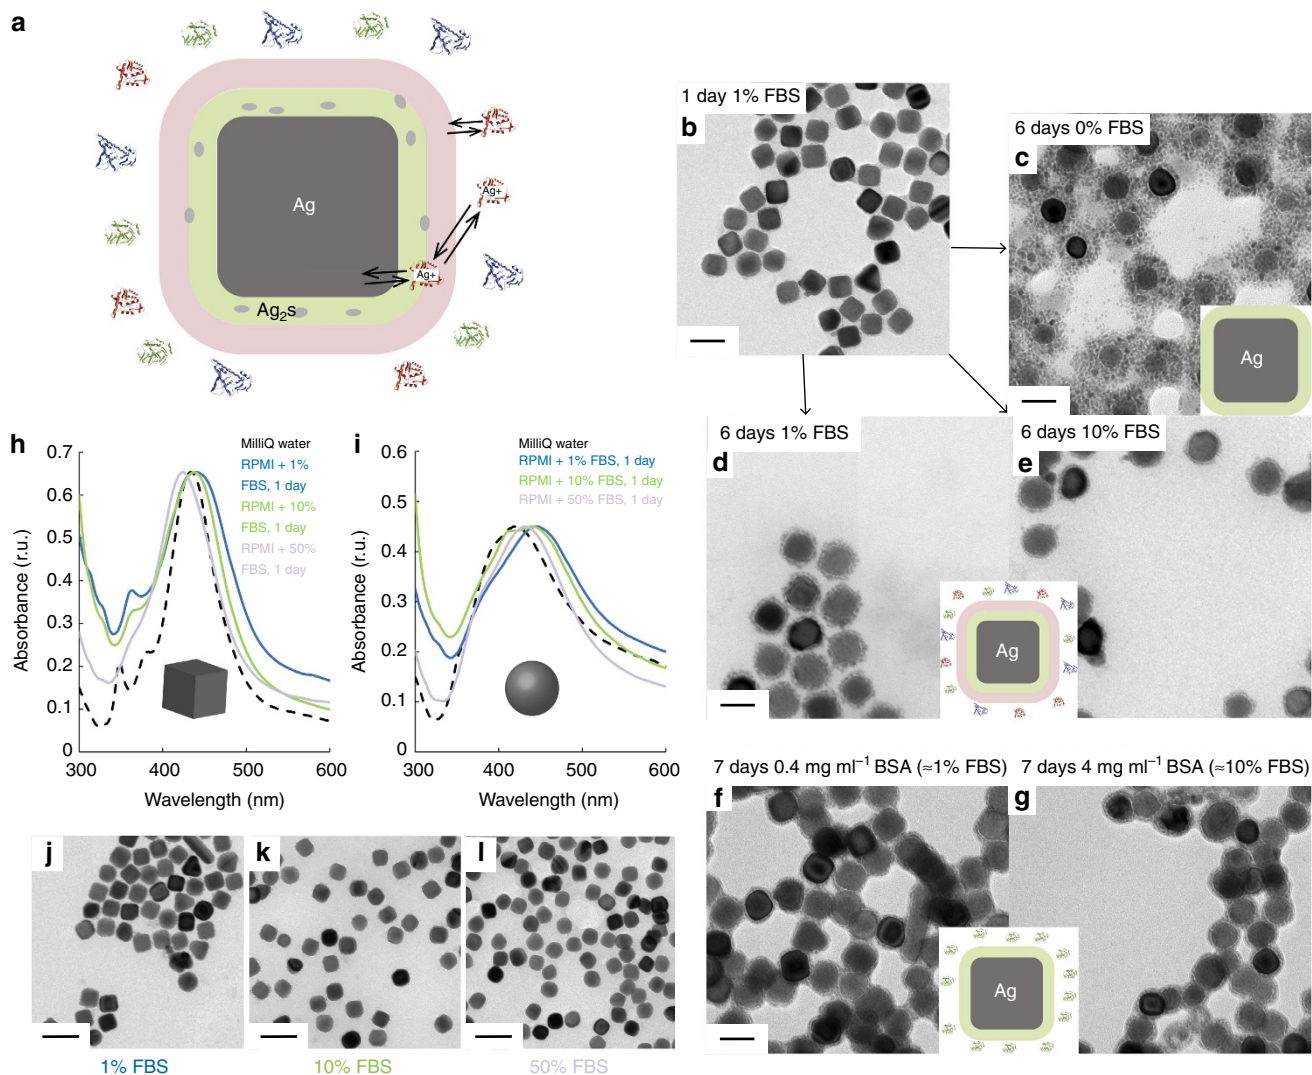 a
Ag
Ag+
Ag+
Ag₂s
1 day 1% FBS
b
6 days 0% FBS
c
Ag
6 days 1% FBS
d
6 days 10% FBS
e
Ag
7 days 0.4 mg ml⁻¹ BSA (≈1% FBS)
f
7 days 4 mg ml⁻¹ BSA (≈10% FBS)
g
Ag
h
MilliQ water
RPMI + 1%
FBS, 1 day
RPMI + 10%
FBS, 1 day
RPMI + 50%
FBS, 1 day
Absorbance (r.u.)
0.7
0.6
0.5
0.4
0.3
0.2
0.1
0
300
400
500
600
Wavelength (nm)
i
MilliQ water
RPMI + 1% FBS, 1 day
RPMI + 10% FBS, 1 day
RPMI + 50% FBS, 1 day
Absorbance (r.u.)
0.6
0.5
0.4
0.3
0.2
0.1
0
300
400
500
600
Wavelength (nm)
j
1% FBS
k
10% FBS
l
50% FBS